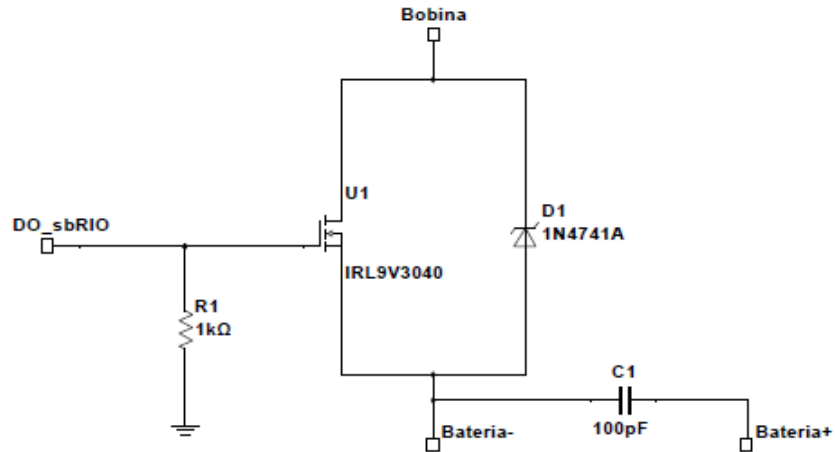 Bobina
U1
DO_sbRIO
D1
1N4741A
IRL9V3040
R1
1kΩ
C1
100pF
Bateria-
Bateria+